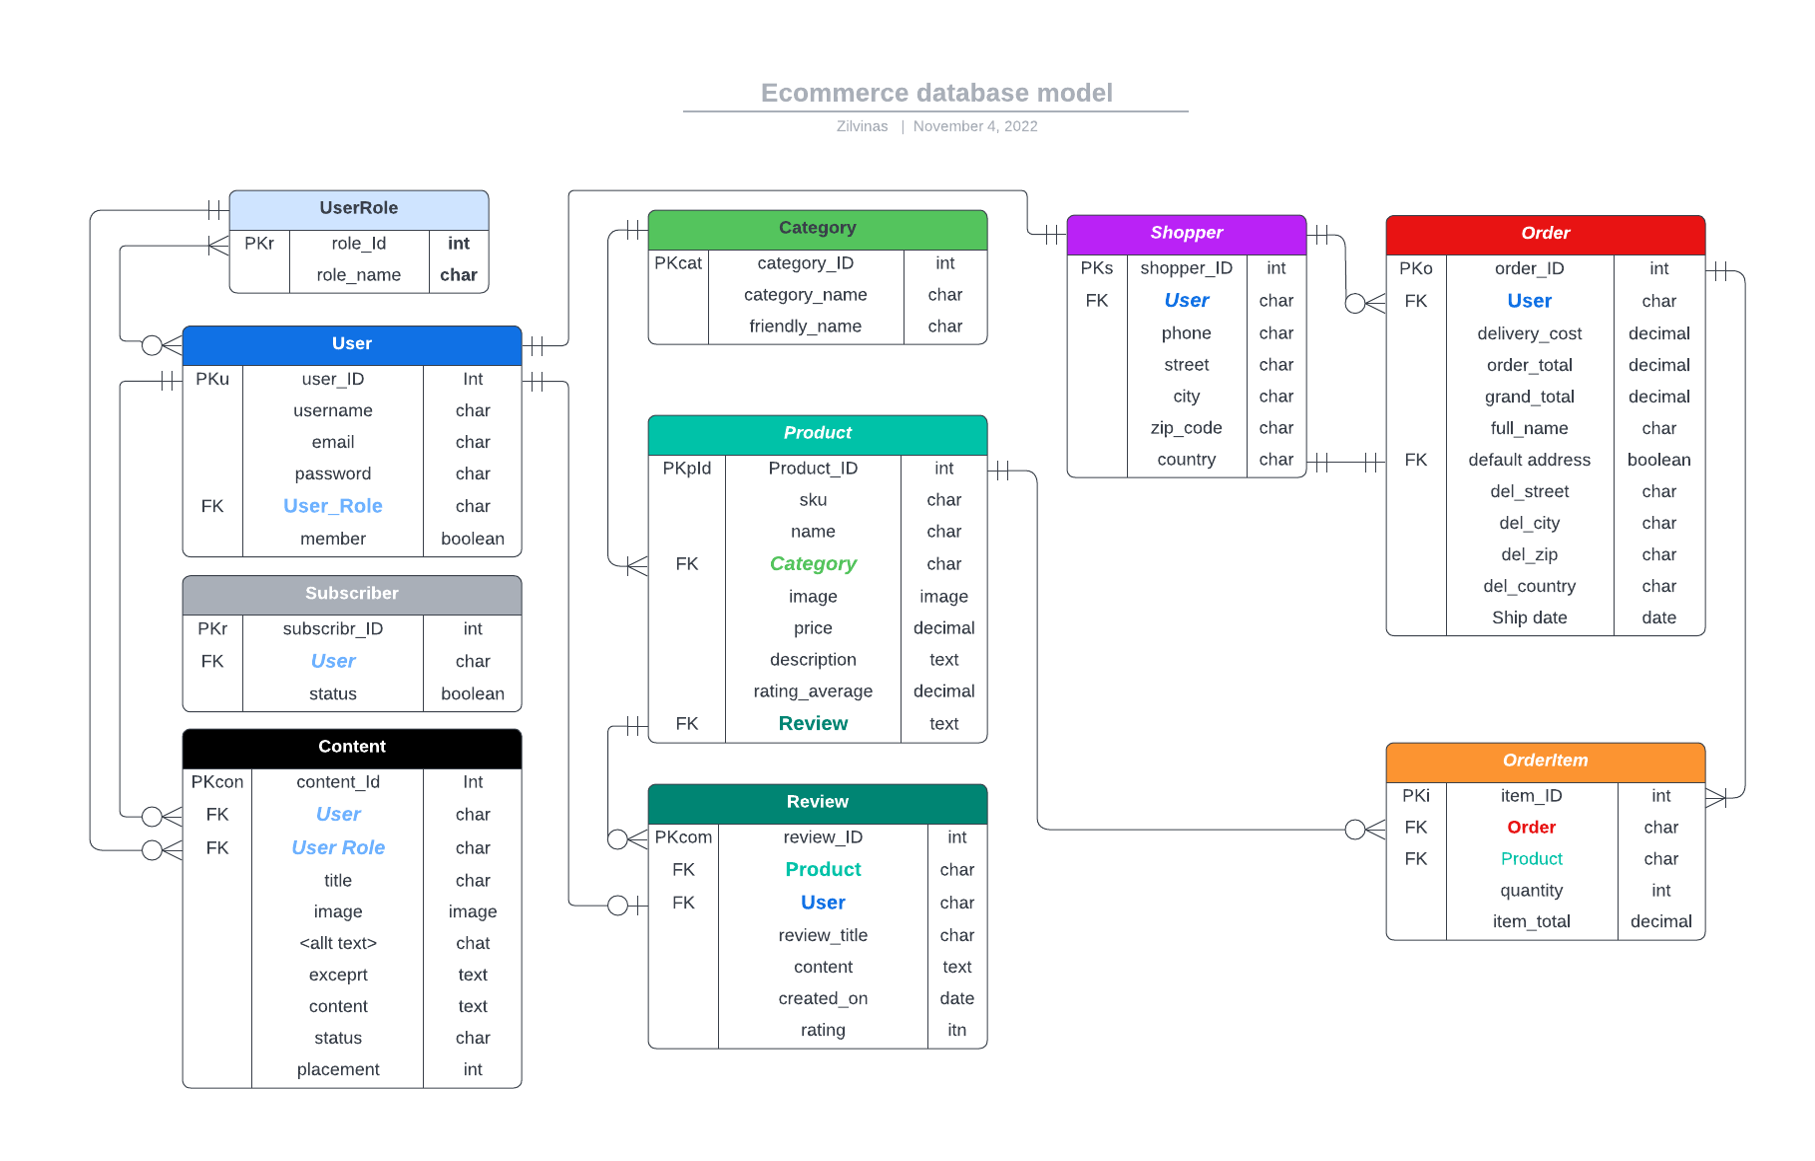 Ecommerce database model
Zilvinas | November 4, 2022
UserRole
PKr role_Id int
role_name char
User
PKu user_ID Int
username char
email char
password char
FK User_Role char
member boolean
Subscriber
PKr subscribr_ID int
FK User char
status boolean
Content
PKcon content_Id Int
FK User char
FK User Role char
title char
image image
<allt text> chat
exceprt text
content text
status char
placement int
Category
PKcat category_ID int
category_name char
friendly_name char
Product
PKpId Product_ID int
sku char
name char
FK Category char
image image
price decimal
description text
rating_average decimal
FK Review text
Review
PKcom review_ID int
FK Product char
FK User char
review_title char
content text
created_on date
rating itn
Shopper
PKs shopper_ID int
FK User char
phone char
street char
city char
zip_code char
country char
Order
PKo order_ID int
FK User char
delivery_cost decimal
order_total decimal
grand_total decimal
full_name char
FK default address boolean
del_street char
del_city char
del_zip char
del_country char
Ship date date
OrderItem
PKi item_ID int
FK Order char
FK Product char
quantity int
item_total decimal